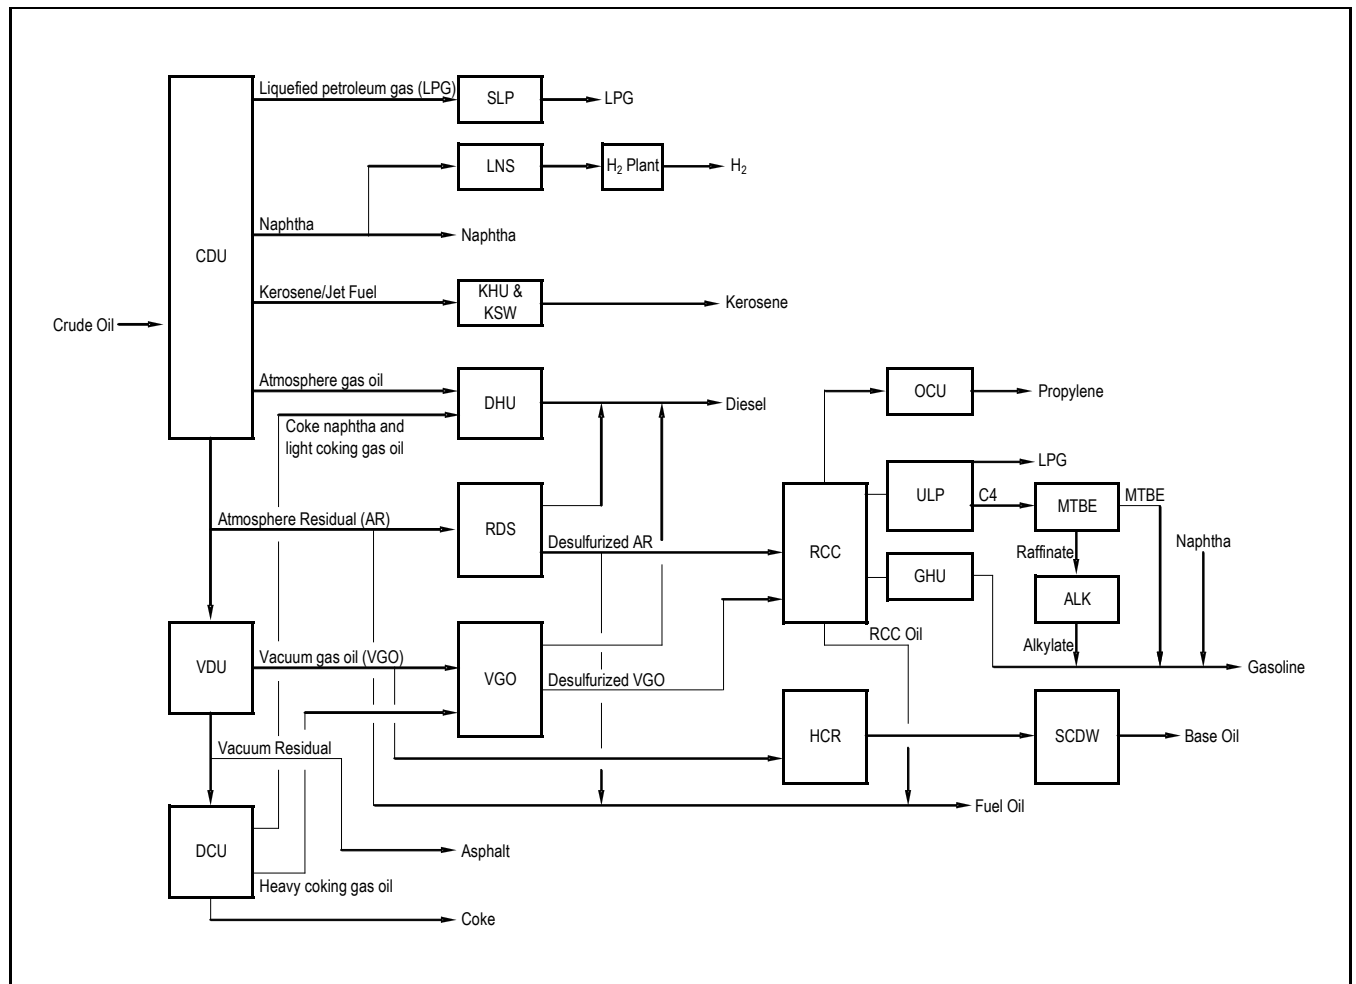 Liquefied petroleum gas (LPG)
SLP
LPG
LNS
H₂ Plant
H₂
Naphtha
Naphtha
CDU
Kerosene/Jet Fuel
KHU &
KSW
Kerosene
Crude Oil
Atmosphere gas oil
DHU
Diesel
OCU
Propylene
Coke naphtha and
light coking gas oil
LPG
ULP
C4
MTBE
MTBE
Atmosphere Residual (AR)
RDS
Desulfurized AR
RCC
Raffinate
Naphtha
GHU
ALK
RCC Oil
Alkylate
VDU
Vacuum gas oil (VGO)
VGO
Desulfurized VGO
Gasoline
HCR
SCDW
Base Oil
Vacuum Residual
Fuel Oil
DCU
Asphalt
Heavy coking gas oil
Coke